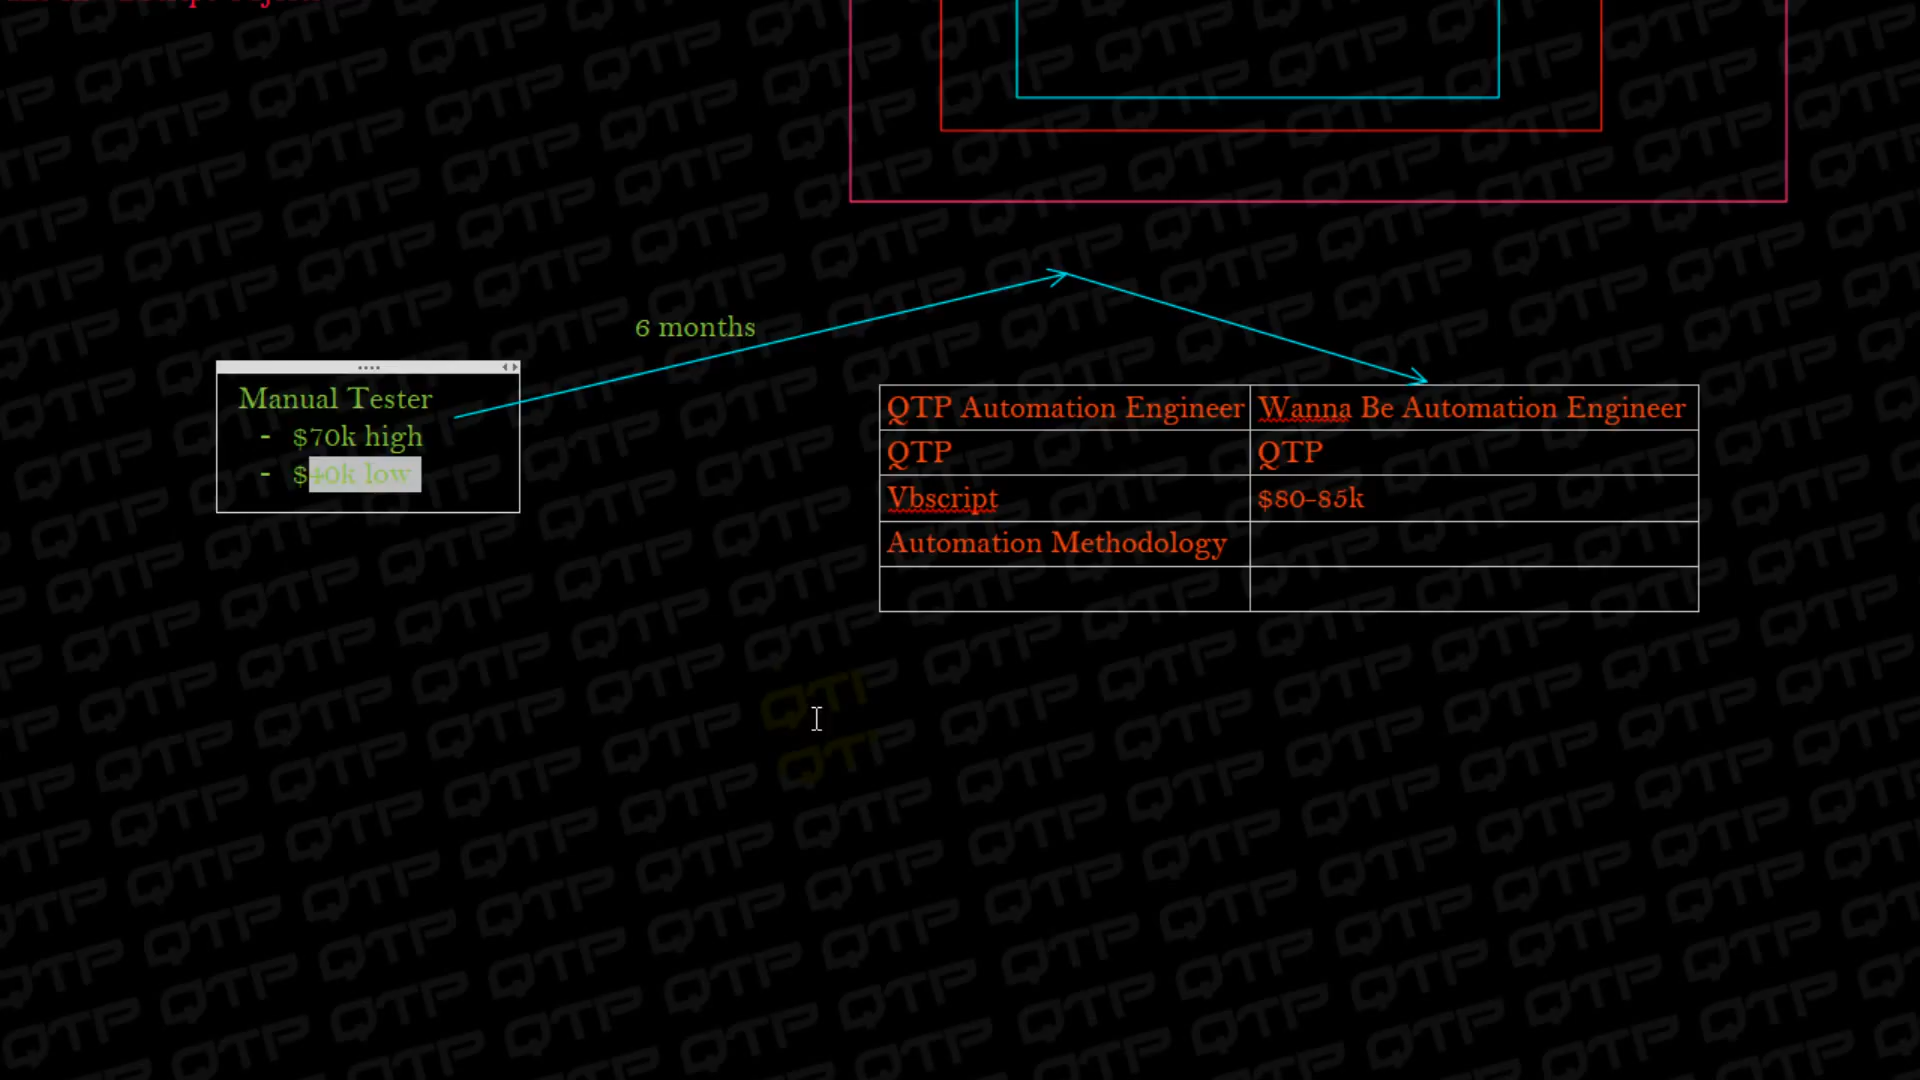 6 months
Manual Tester
- $70k high
- $40k low
QTP Automation Engineer Wanna Be Automation Engineer
QTP QTP
Vbscript $80-85k
Automation Methodology